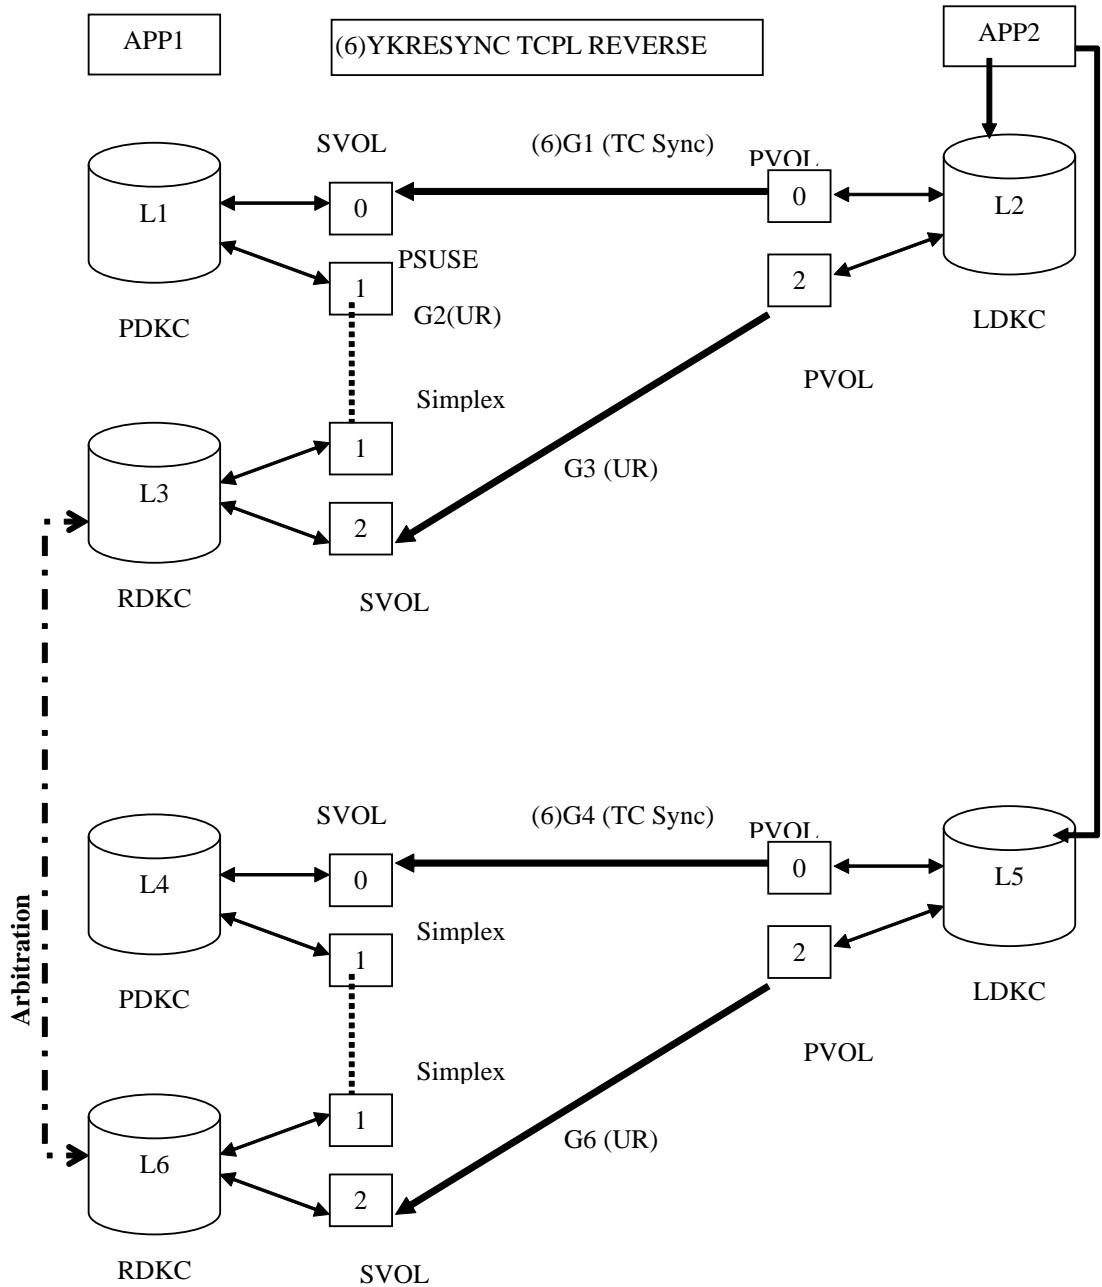 APP1
(6)YKRESYNC TCPL REVERSE
APP2
SVOL
(6)G1 (TC Sync)
PVOL
L1
0
0
L2
PSUSE
1
2
G2(UR)
PDKC
LDKC
PVOL
Simplex
1
G3 (UR)
L3
2
RDKC
SVOL
SVOL
(6)G4 (TC Sync)
PVOL
L4
0
0
L5
Simplex
1
2
Arbitration
PDKC
LDKC
PVOL
Simplex
1
G6 (UR)
L6
2
RDKC
SVOL